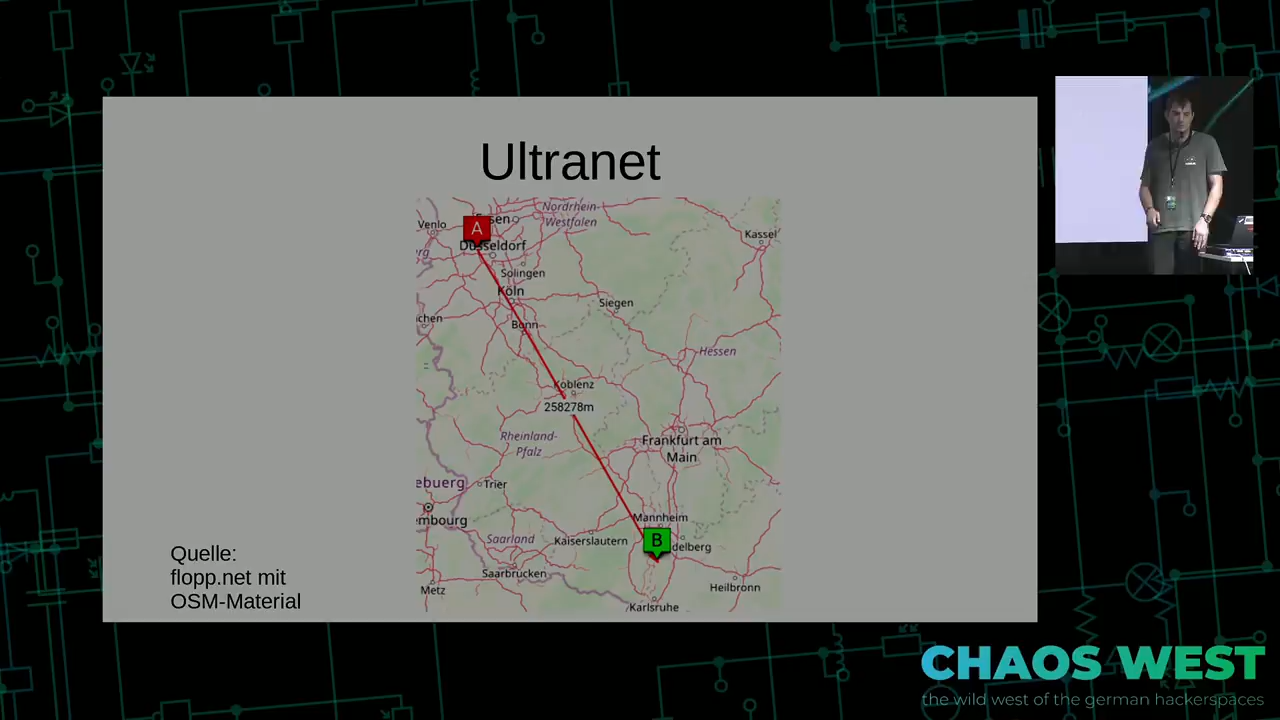 Ultranet
Nordrhein-
Westfalen
Venlo
A
Kassel
Düsseldorf
Solingen
Köln
Siegen
Bonn
Hessen
Koblenz
258278m
Rheinland-
Pfalz
Frankfurt am
Main
Trier
Mannheim
B
Saarland
Kaiserslautern
Saarbrücken
Heilbronn
Metz
Karlsruhe
Quelle:
flopp.net mit
OSM-Material
CHAOS WEST
the wild west of the german hackerspaces